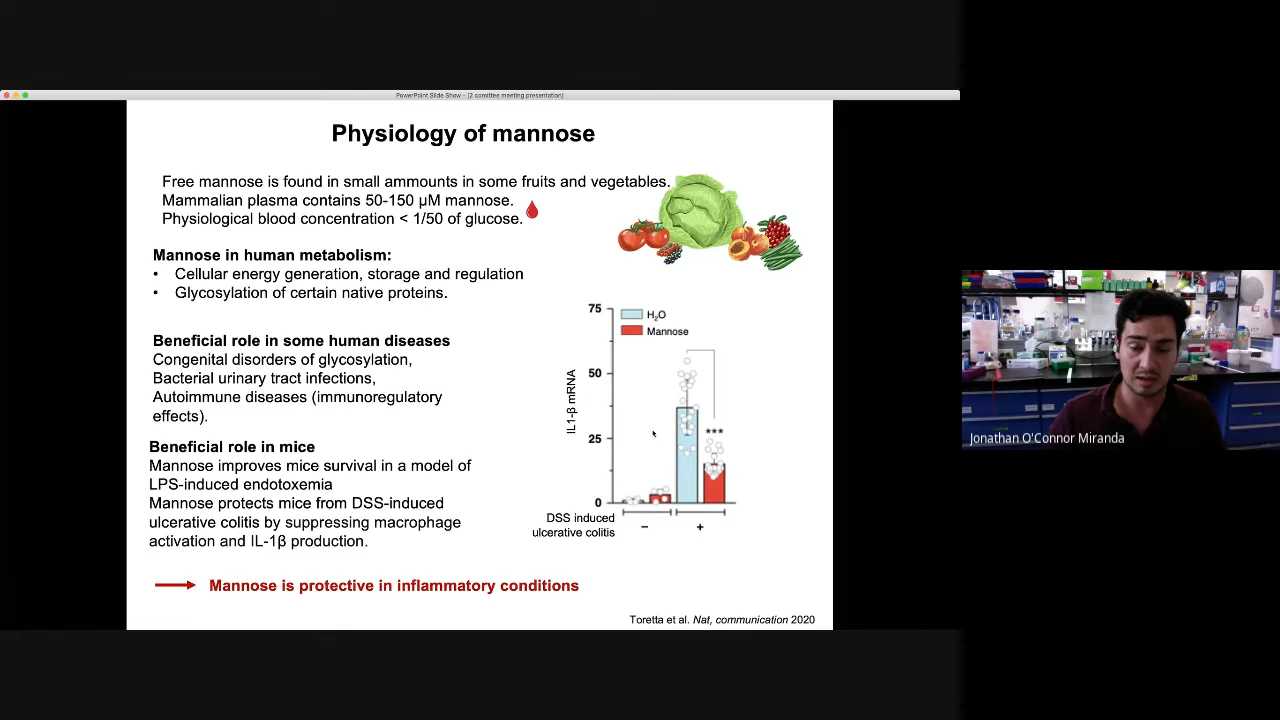 PowerPoint Slide Show - [2 comittee meeting presentation]
Physiology of mannose
Free mannose is found in small ammounts in some fruits and vegetables.
Mammalian plasma contains 50-150 µM mannose.
Physiological blood concentration < 1/50 of glucose.
Mannose in human metabolism:
• Cellular energy generation, storage and regulation
• Glycosylation of certain native proteins.
Beneficial role in some human diseases
Congenital disorders of glycosylation,
Bacterial urinary tract infections,
Autoimmune diseases (immunoregulatory
effects).
Beneficial role in mice
Mannose improves mice survival in a model of
LPS-induced endotoxemia
Mannose protects mice from DSS-induced
ulcerative colitis by suppressing macrophage
activation and IL-1β production.
75
H2O
Mannose
50
IL1-β mRNA
***
25
0
DSS induced
ulcerative colitis
−
+
Mannose is protective in inflammatory conditions
Toretta et al. Nat, communication 2020
Jonathan O'Connor Miranda